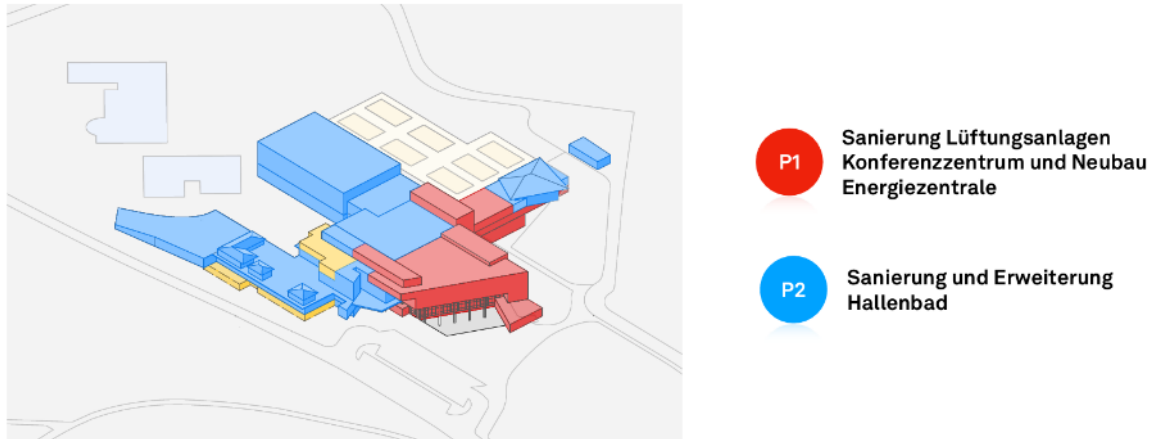 P1
Sanierung Lüftungsanlagen
Konferenzzentrum und Neubau
Energiezentrale
P2
Sanierung und Erweiterung
Hallenbad